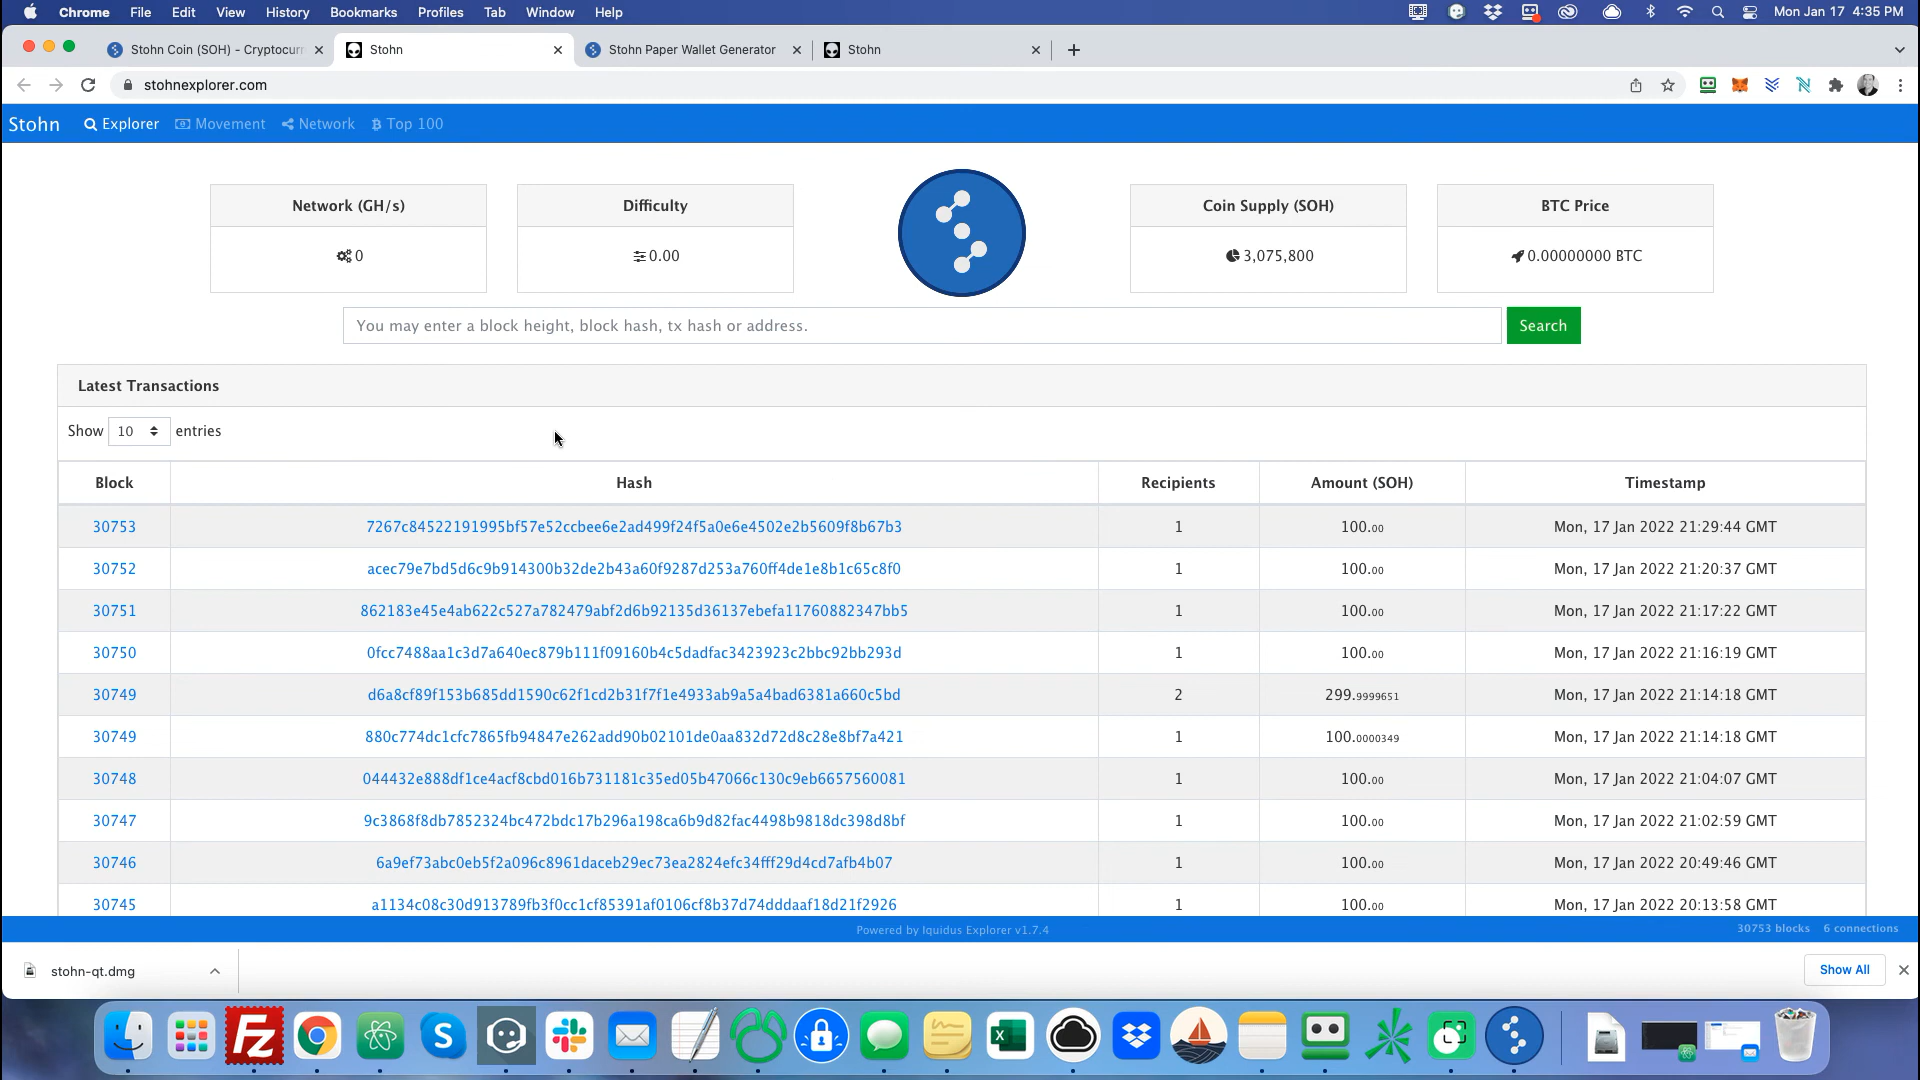 Chrome File Edit View History Bookmarks Profiles Tab Window Help Mon Jan 17 4:35 PM
Stohn Coin (SOH) - Cryptocurr Stohn Stohn Paper Wallet Generator Stohn
stohnexplorer.com
Stohn Explorer Movement Network Top 100
Network (GH/s) Difficulty Coin Supply (SOH) BTC Price
0 0.00 3,075,800 0.00000000 BTC
You may enter a block height, block hash, tx hash or address. Search
Latest Transactions
Show 10 entries
Block Hash Recipients Amount (SOH) Timestamp
30753 7267c84522191995bf57e52ccbee6e2ad499f24f5a0e6e4502e2b5609f8b67b3 1 100.00 Mon, 17 Jan 2022 21:29:44 GMT
30752 acec79e7bd5d6c9b914300b32de2b43a60f9287d253a760ff4de1e8b1c65c8f0 1 100.00 Mon, 17 Jan 2022 21:20:37 GMT
30751 862183e45e4ab622c527a782479abf2d6b92135d36137ebefa11760882347bb5 1 100.00 Mon, 17 Jan 2022 21:17:22 GMT
30750 0fcc7488aa1c3d7a640ec879b111f09160b4c5dadfac3423923c2bbc92bb293d 1 100.00 Mon, 17 Jan 2022 21:16:19 GMT
30749 d6a8cf89f153b685dd1590c62f1cd2b31f7f1e4933ab9a5a4bad6381a660c5bd 2 299.9999651 Mon, 17 Jan 2022 21:14:18 GMT
30749 880c774dc1cfc7865fb94847e262add90b02101de0aa832d72d8c28e8bf7a421 1 100.0000349 Mon, 17 Jan 2022 21:14:18 GMT
30748 044432e888df1ce4acf8cbd016b731181c35ed05b47066c130c9eb6657560081 1 100.00 Mon, 17 Jan 2022 21:04:07 GMT
30747 9c3868f8db7852324bc472bdc17b296a198ca6b9d82fac4498b9818dc398d8bf 1 100.00 Mon, 17 Jan 2022 21:02:59 GMT
30746 6a9ef73abc0eb5f2a096c8961daceb29ec73ea2824efc34fff29d4cd7afb4b07 1 100.00 Mon, 17 Jan 2022 20:49:46 GMT
30745 a1134c08c30d913789fb3f0cc1cf85391af0106cf8b37d74dddaaf18d21f2926 1 100.00 Mon, 17 Jan 2022 20:13:58 GMT
Powered by Iquidus Explorer v1.7.4 30753 blocks 6 connections
stohn-qt.dmg Show All